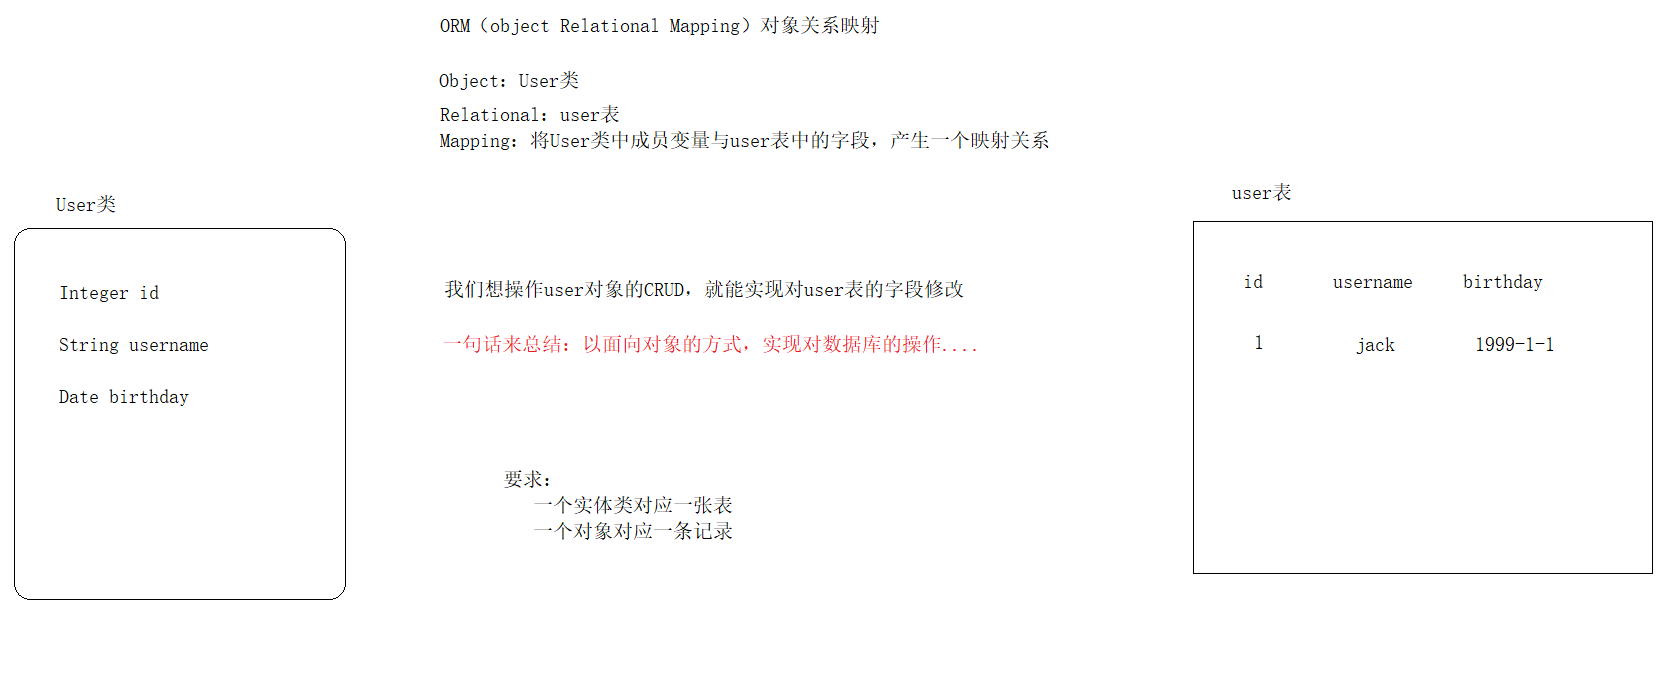 ORM（object Relational Mapping）对象关系映射
Object：User类
Relational：user表
Mapping：将User类中成员变量与user表中的字段，产生一个映射关系
User类
Integer id
String username
Date birthday
我们想操作user对象的CRUD，就能实现对user表的字段修改
一句话来总结：以面向对象的方式，实现对数据库的操作....
要求：
一个实体类对应一张表
一个对象对应一条记录
user表
id username birthday
1 jack 1999-1-1